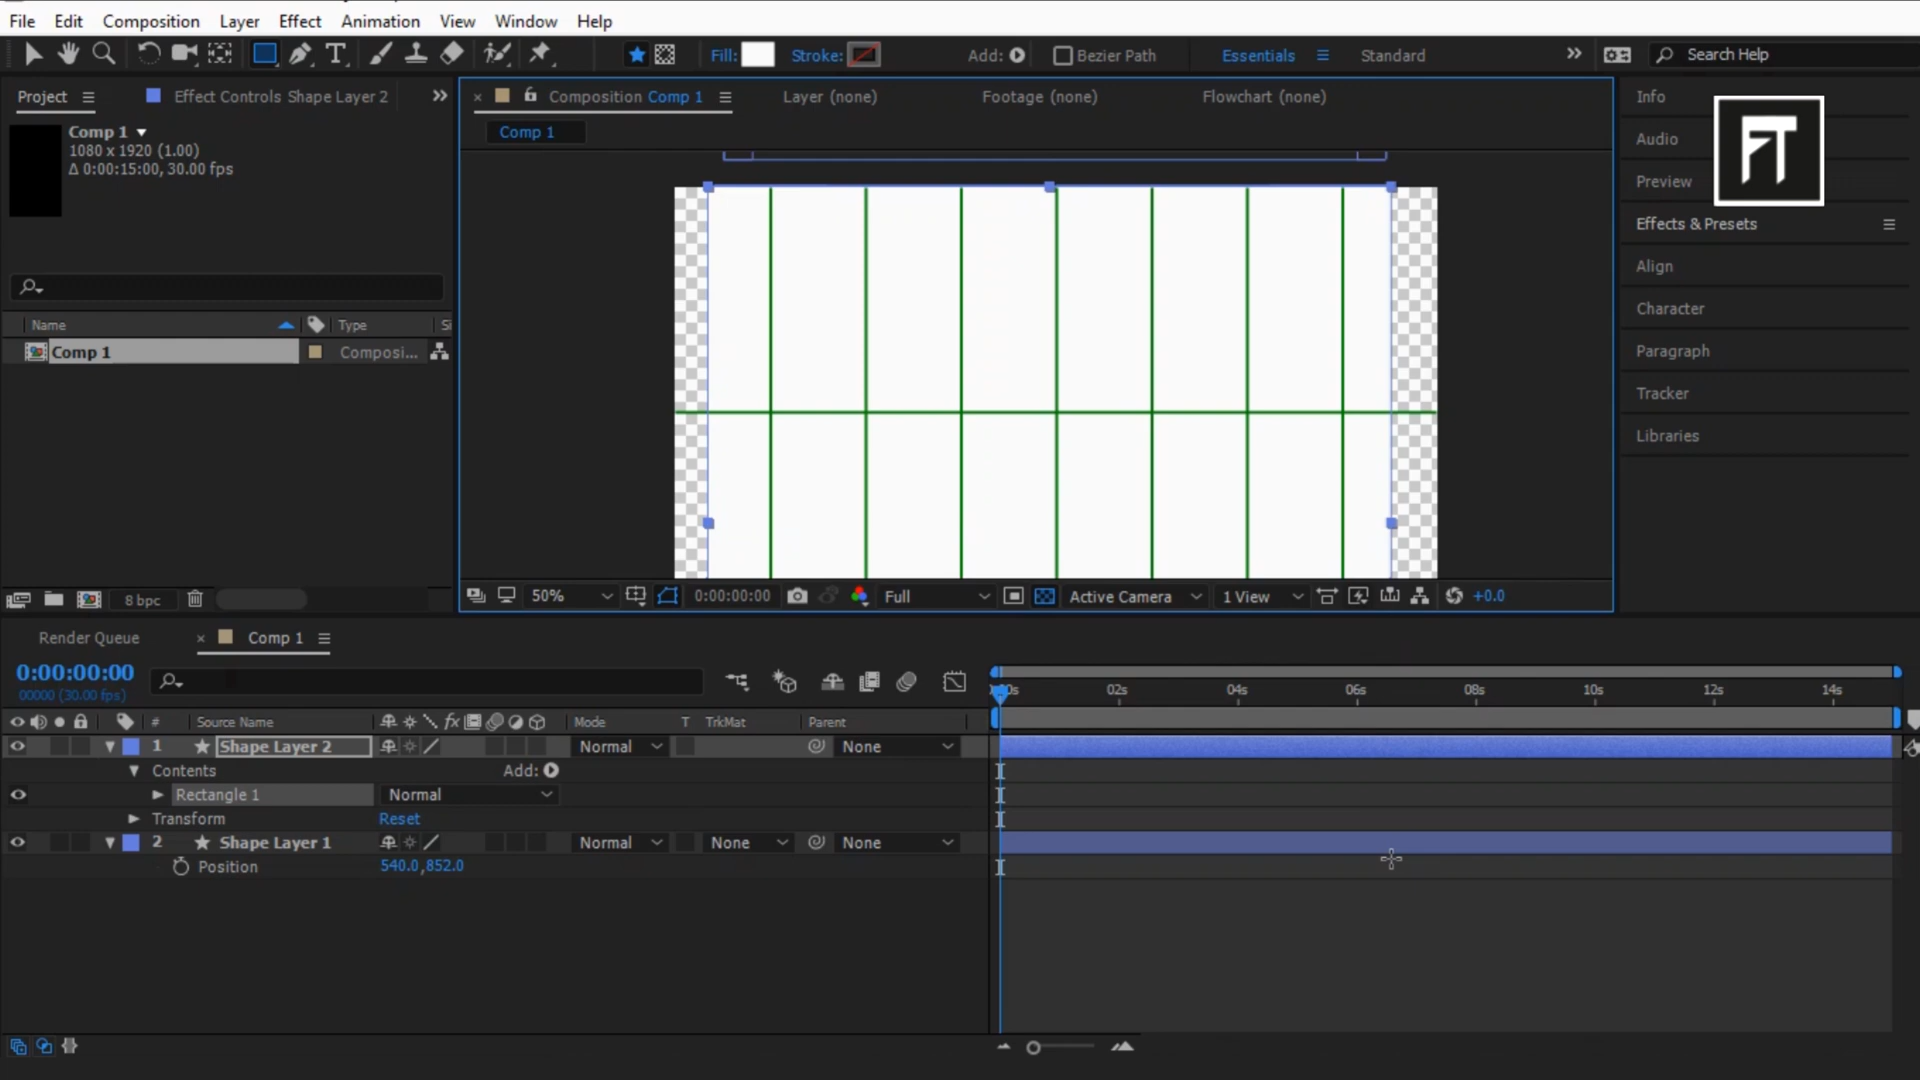 File Edit Composition Layer Effect Animation View Window Help
Fill: Stroke: Add: Bezier Path Essentials Standard Search Help
Project Effect Controls Shape Layer 2
Composition Comp 1 Layer (none) Footage (none) Flowchart (none)
Comp 1
Comp 1
1080 x 1920 (1.00)
Δ 0:00:15:00, 30.00 fps
Name Type Si
Comp 1 Composi...
8 bpc
50% 0:00:00:00 Full Active Camera 1 View +0.0
Info
FT
Audio
Preview
Effects & Presets
Align
Character
Paragraph
Tracker
Libraries
Render Queue Comp 1
0:00:00:00
00000 (30.00 fps)
02s 04s 06s 08s 10s 12s 14s
# Source Name fx Mode T TrkMat Parent
1 Shape Layer 2 Normal None
Contents Add:
Rectangle 1 Normal
Transform Reset
2 Shape Layer 1 Normal None None
Position 540.0,852.0